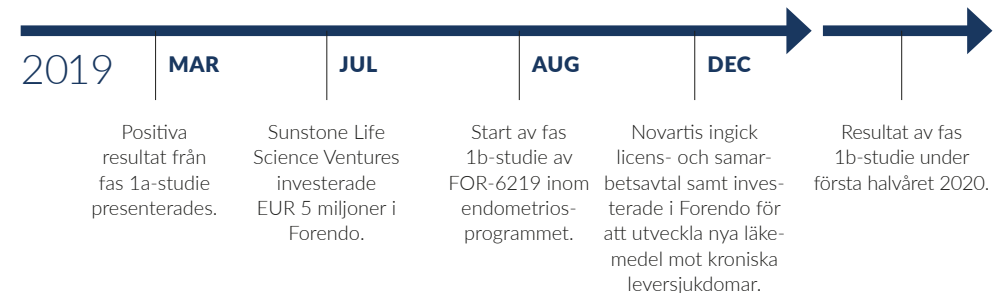 2019
MAR
Positiva
resultat från
fas 1a-studie
presenterades.
JUL
Sunstone Life
Science Ventures
investerade
EUR 5 miljoner i
Forendo.
AUG
Start av fas
1b-studie av
FOR-6219 inom
endometrios-
programmet.
DEC
Novartis ingick
licens- och samar-
betsavtal samt inves-
terade i Forendo för
att utveckla nya läke-
medel mot kroniska
leversjukdomar.
Resultat av fas
1b-studie under
första halvåret 2020.